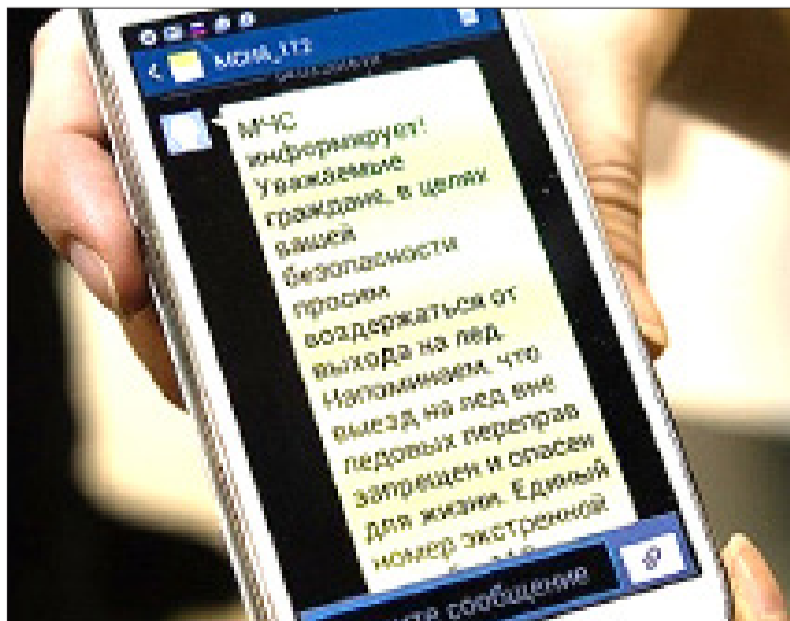 МЧС
информирует!
Уважаемые
граждане, в целях
вашей
безопасности
просим
воздержаться от
выхода на лед.
Напоминаем, что
выезд на лед вне
ледовых переправ
запрещен и опасен
для жизни. Единый
номер экстренной
сообщение